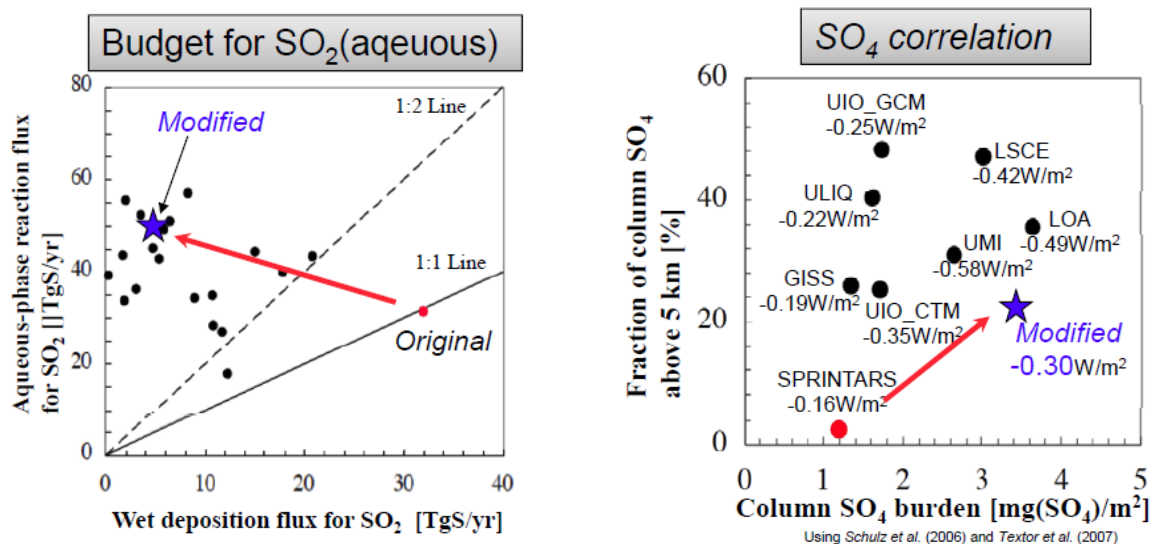 Budget for SO2(aqeuous)
Aqueous-phase reaction flux
for SO2 [[]TgS/yr]
80
60
40
20
0
Modified
1:2 Line
1:1 Line
Original
0 10 20 30 40
Wet deposition flux for SO2 [TgS/yr]
SO4 correlation
Fraction of column SO4
above 5 km [%]
60
40
20
0
UIO_GCM
-0.25W/m2
LSCE
-0.42W/m2
ULIQ
-0.22W/m2
LOA
-0.49W/m2
UMI
-0.58W/m2
GISS
-0.19W/m2
UIO_CTM
-0.35W/m2
Modified
-0.30W/m2
SPRINTARS
-0.16W/m2
0 1 2 3 4 5
Column SO4 burden [mg(SO4)/m2]
Using Schulz et al. (2006) and Textor et al. (2007)